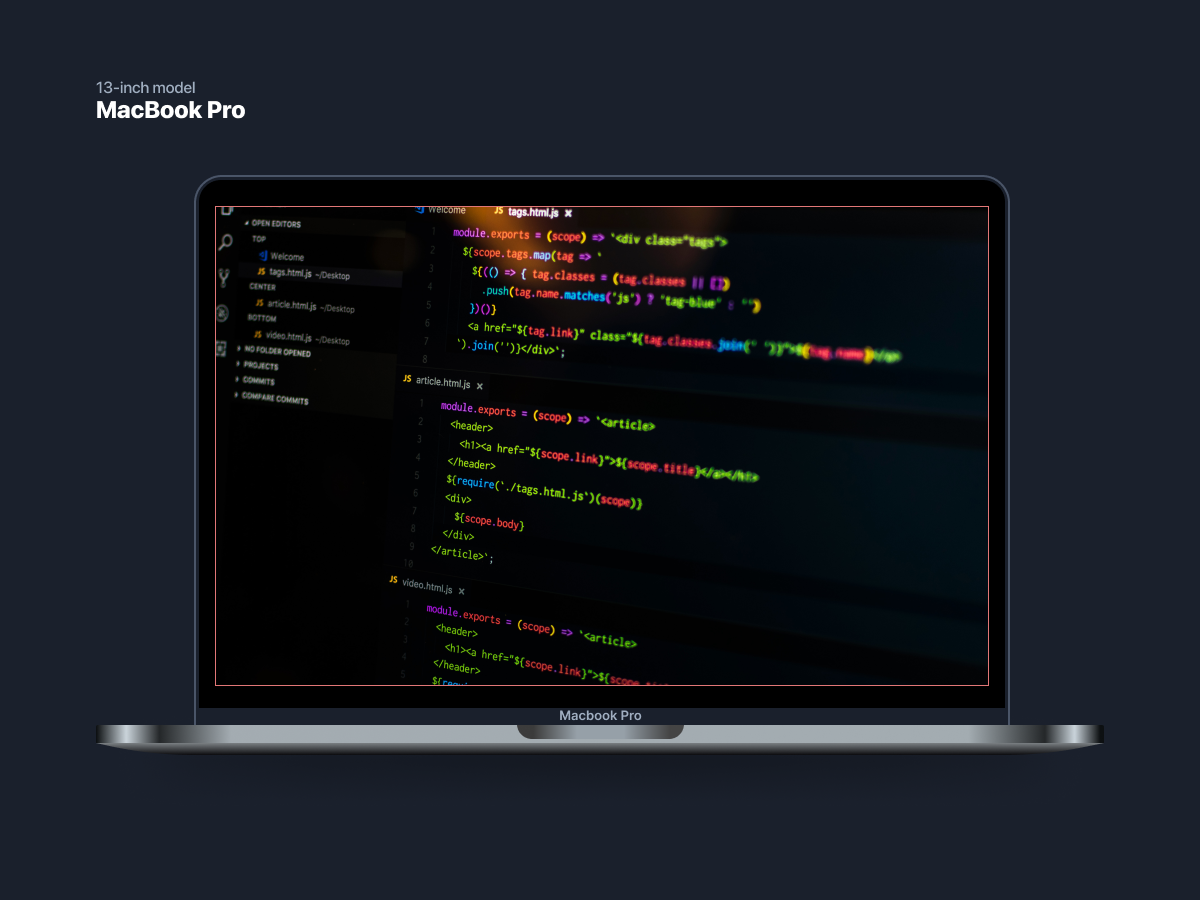 13-inch model
MacBook Pro
Welcome
JS tags.html.js ×
OPEN EDITORS
TOP
Welcome
JS tags.html.js ~/Desktop
CENTER
JS article.html.js ~/Desktop
BOTTOM
JS video.html.js ~/Desktop
NO FOLDER OPENED
PROJECTS
COMMITS
COMPARE COMMITS
1 module.exports = (scope) => `<div class="tags">
2 ${scope.tags.map(tag => `
3 ${(() => { tag.classes = (tag.classes || [])
4 .push(tag.name.matches('js') ? 'tag-blue' : '')
5 })()}
6 <a href="${tag.link}" class="${tag.classes.join(' ')}">${tag.name}</a>
7 `).join('')}</div>`;
8
JS article.html.js ×
1 module.exports = (scope) => `<article>
2 <header>
3 <h1><a href="${scope.link}">${scope.title}</a></h1>
4 </header>
5 ${require('./tags.html.js')(scope)}
6 <div>
7 ${scope.body}
8 </div>
9 </article>`;
10
JS video.html.js ×
1 module.exports = (scope) => `<article>
2 <header>
3 <h1><a href="${scope.link}">${scope.
4 </header>
5 ${requi
Macbook Pro